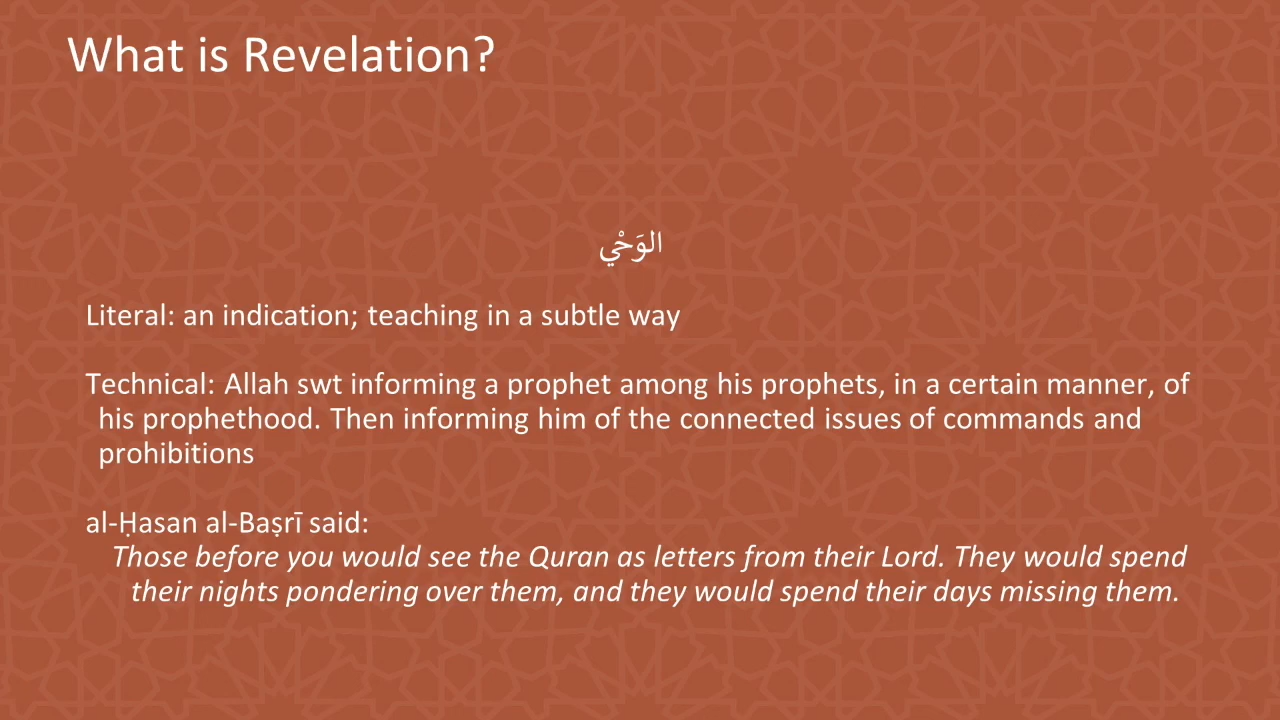 What is Revelation?
الوَحْي
Literal: an indication; teaching in a subtle way
Technical: Allah swt informing a prophet among his prophets, in a certain manner, of
his prophethood. Then informing him of the connected issues of commands and
prohibitions
al-Ḥasan al-Baṣrī said:
Those before you would see the Quran as letters from their Lord. They would spend
their nights pondering over them, and they would spend their days missing them.